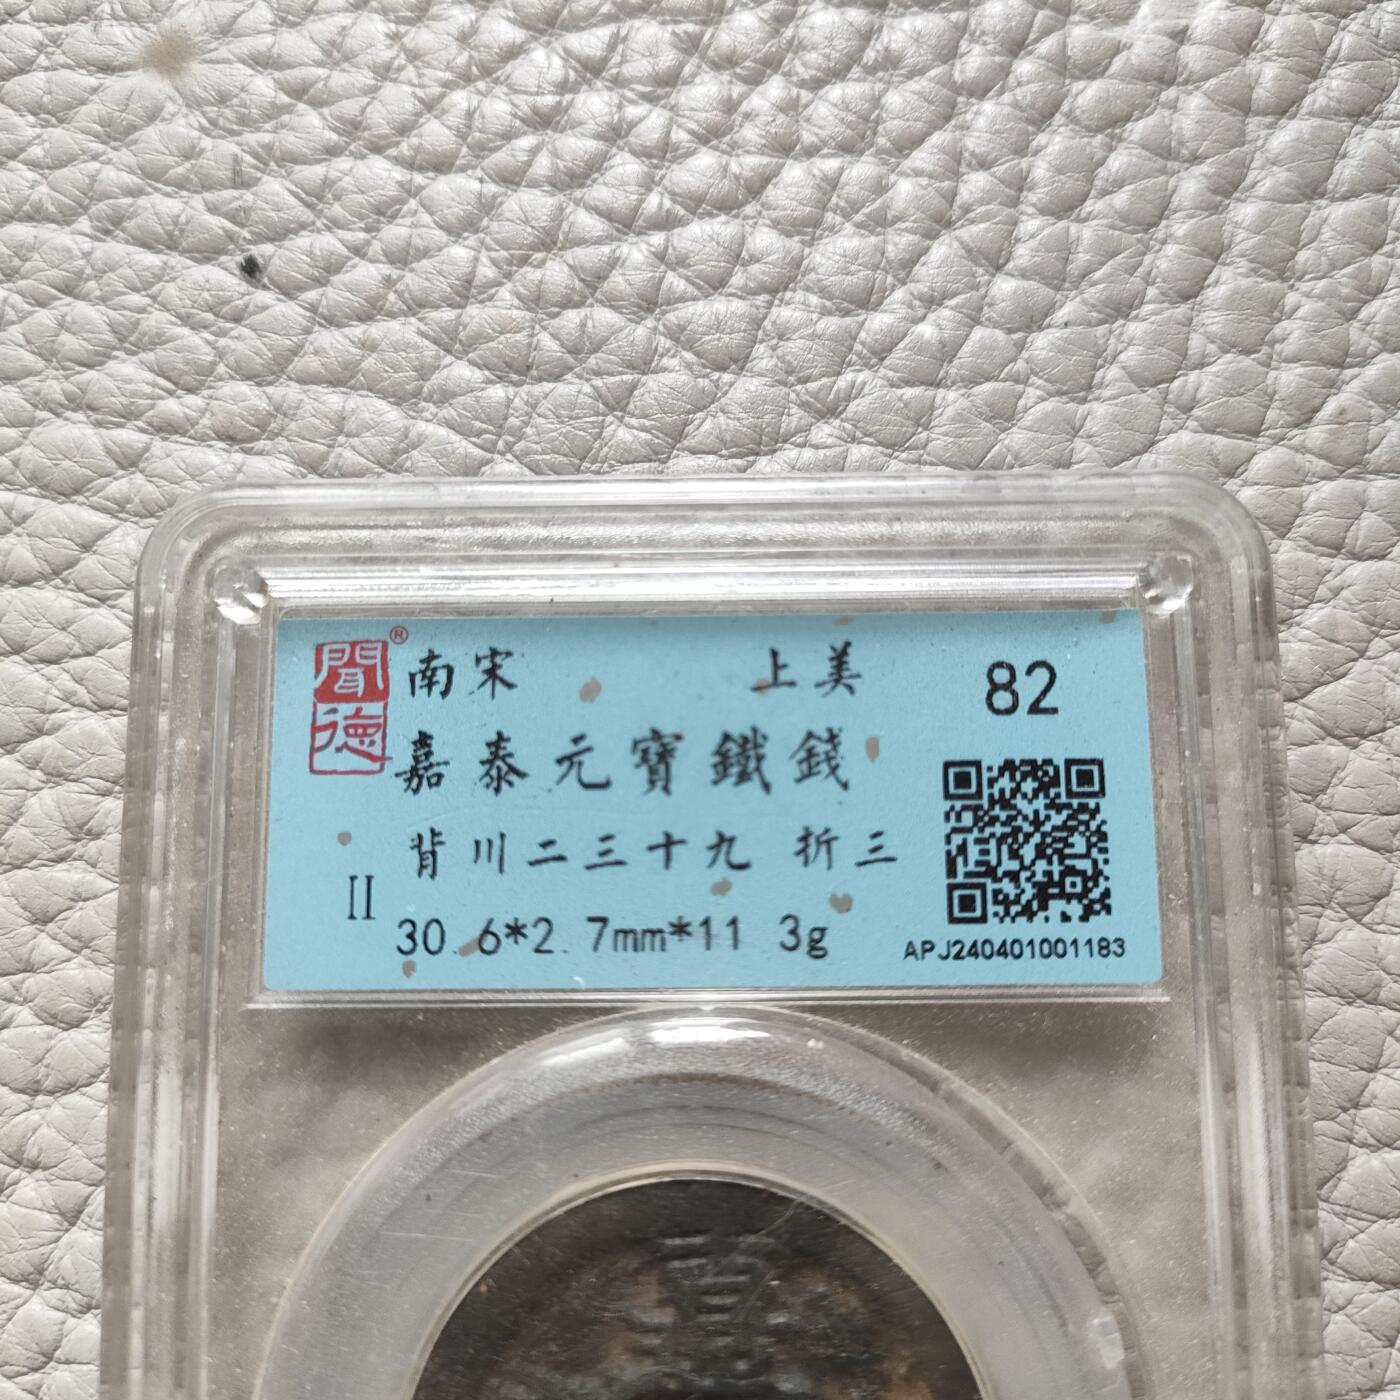 聞德®
南宋 上美 82
嘉泰元寶鐵錢
背川二三十九 折三
II
30.6*2.7mm*11.3g
APJ240401001183
嘉